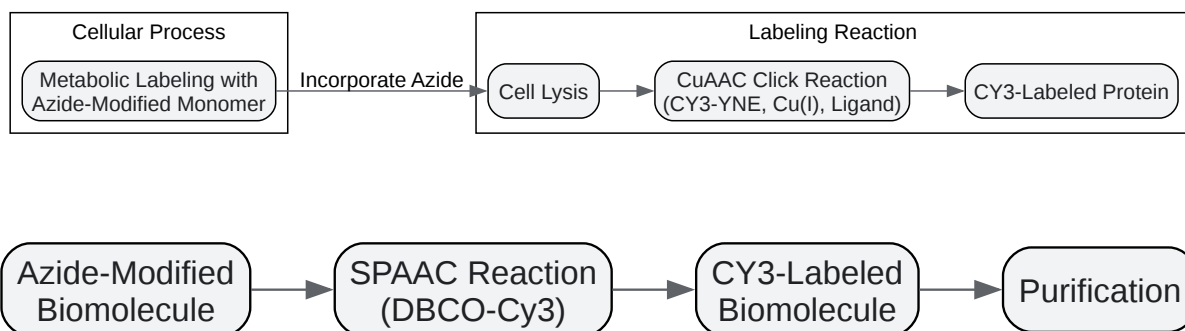 Cellular Process
Labeling Reaction
Metabolic Labeling with
Azide-Modified Monomer
Incorporate Azide
Cell Lysis
CuAAC Click Reaction
(CY3-YNE, Cu(I), Ligand)
CY3-Labeled Protein
Azide-Modified
Biomolecule
SPAAC Reaction
(DBCO-Cy3)
CY3-Labeled
Biomolecule
Purification